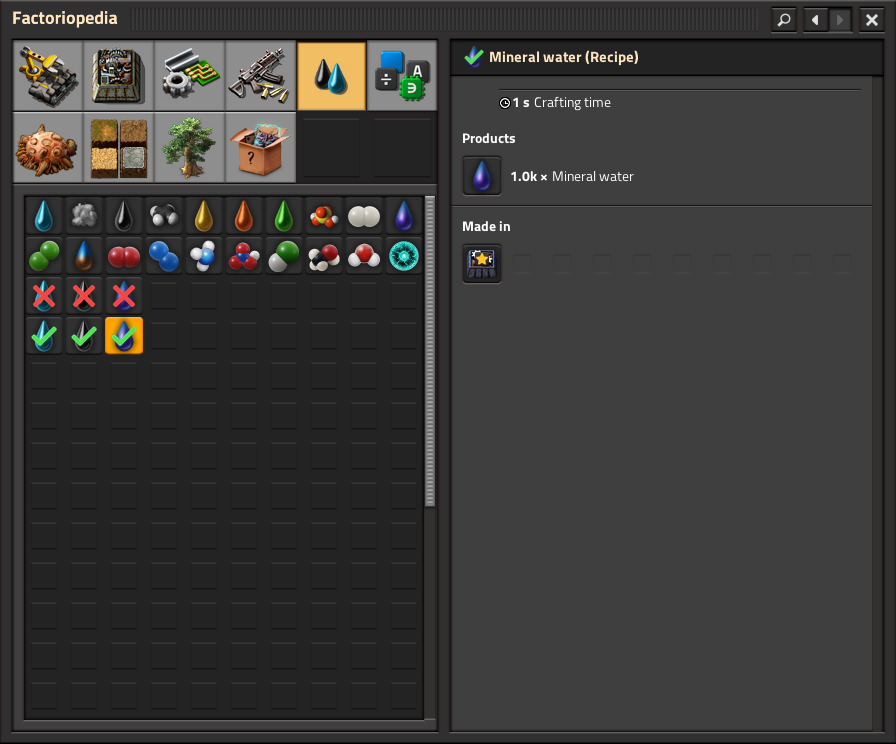 Factoriopedia
A
÷
Э
?
Mineral water (Recipe)
1 s Crafting time
Products
1.0k × Mineral water
Made in